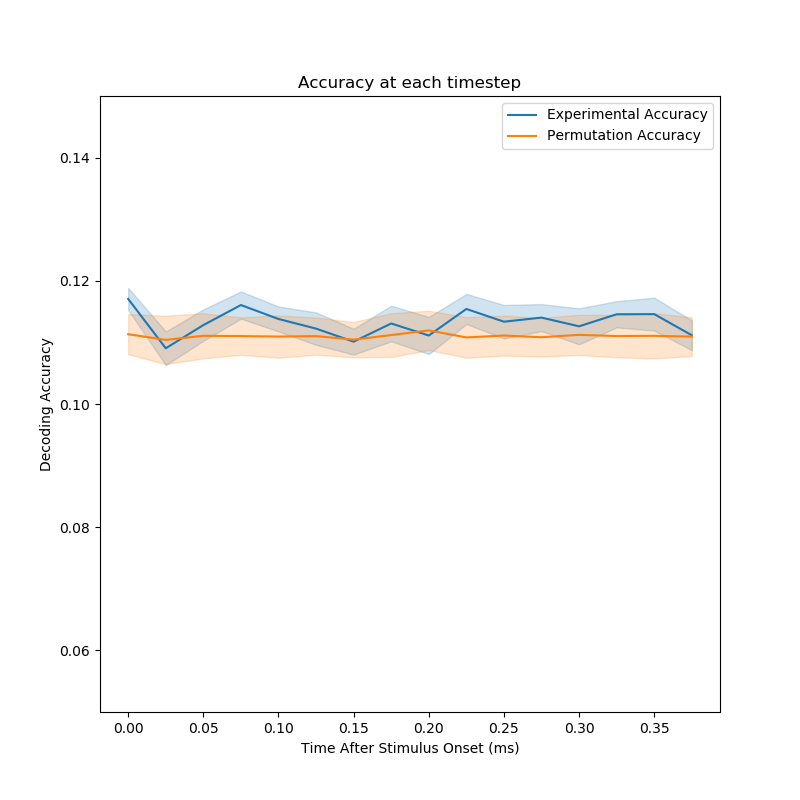 Accuracy at each timestep
Experimental Accuracy
Permutation Accuracy
0.14
0.12
0.10
0.08
0.06
Decoding Accuracy
0.00 0.05 0.10 0.15 0.20 0.25 0.30 0.35
Time After Stimulus Onset (ms)